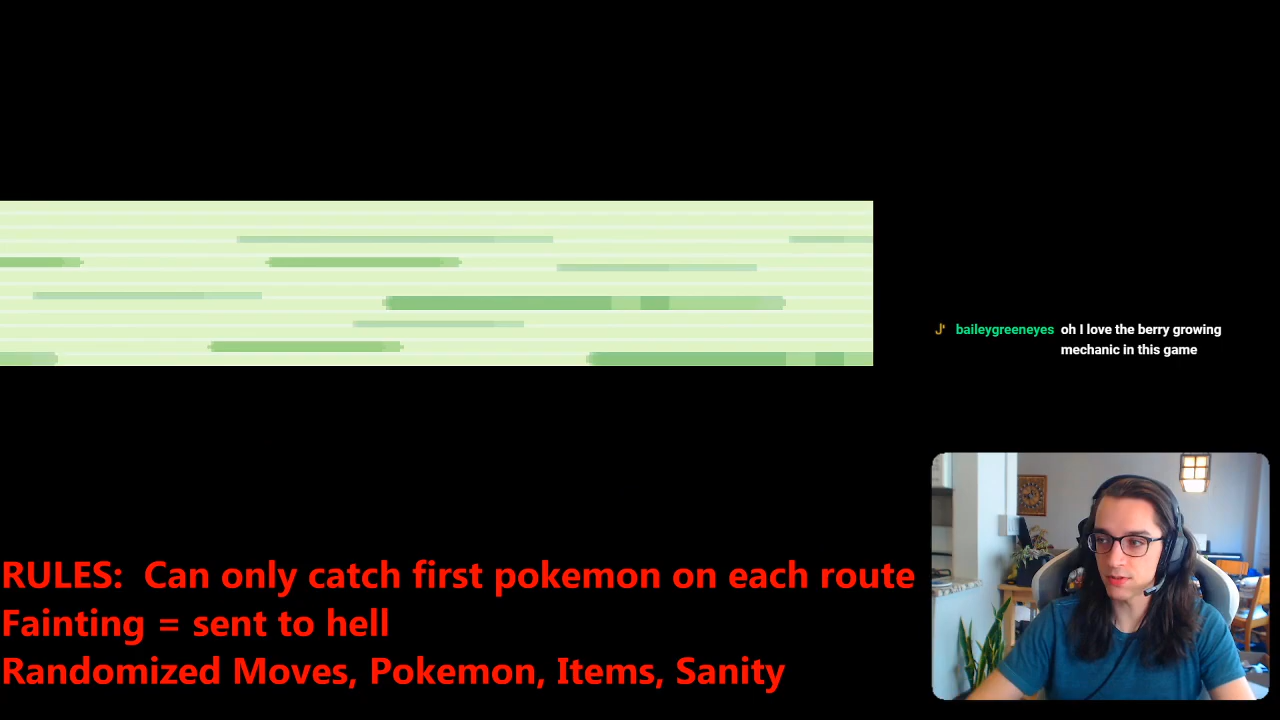 baileygreeneyes oh I love the berry growing
mechanic in this game
RULES:  Can only catch first pokemon on each route
Fainting = sent to hell
Randomized Moves, Pokemon, Items, Sanity